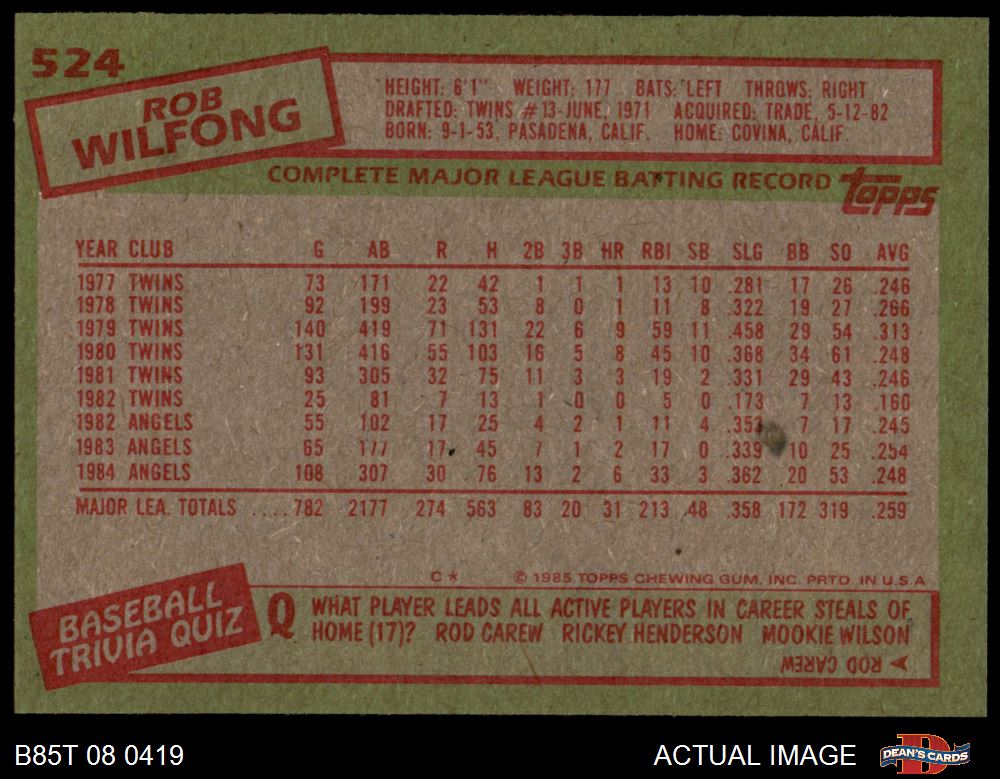 524
ROB
WILFONG
HEIGHT: 6'1" WEIGHT: 177 BATS: LEFT THROWS: RIGHT
DRAFTED: TWINS #13-JUNE, 1971 ACQUIRED: TRADE, 5-12-82
BORN: 9-1-53, PASADENA, CALIF. HOME: COVINA, CALIF.
COMPLETE MAJOR LEAGUE BATTING RECORD topps
YEAR CLUB G AB R H 2B 3B HR RBI SB SLG BB SO AVG
1977 TWINS 73 171 22 42 1 1 1 13 10 .281 17 26 .246
1978 TWINS 92 199 23 53 8 0 1 11 8 .322 19 27 .266
1979 TWINS 140 419 71 131 22 6 9 59 11 .458 29 54 .313
1980 TWINS 131 416 55 103 16 5 8 45 10 .368 34 61 .248
1981 TWINS 93 305 32 75 11 3 3 19 2 .331 29 43 .246
1982 TWINS 25 81 7 13 1 0 0 5 0 .173 7 13 .160
1982 ANGELS 55 102 17 25 4 2 1 11 4 .353 7 17 .245
1983 ANGELS 65 177 17 45 7 1 2 17 0 .339 10 25 .254
1984 ANGELS 108 307 30 76 13 2 6 33 3 .362 20 53 .248
MAJOR LEA. TOTALS ....782 2177 274 563 83 20 31 213 48 .358 172 319 .259
C* © 1985 TOPPS CHEWING GUM, INC. PRTD. IN U.S.A
BASEBALL
TRIVIA QUIZ
Q WHAT PLAYER LEADS ALL ACTIVE PLAYERS IN CAREER STEALS OF
HOME (17)? ROD CAREW RICKEY HENDERSON MOOKIE WILSON
ROD CAREW
B85T 08 0419 ACTUAL IMAGE DEAN'S CARDS